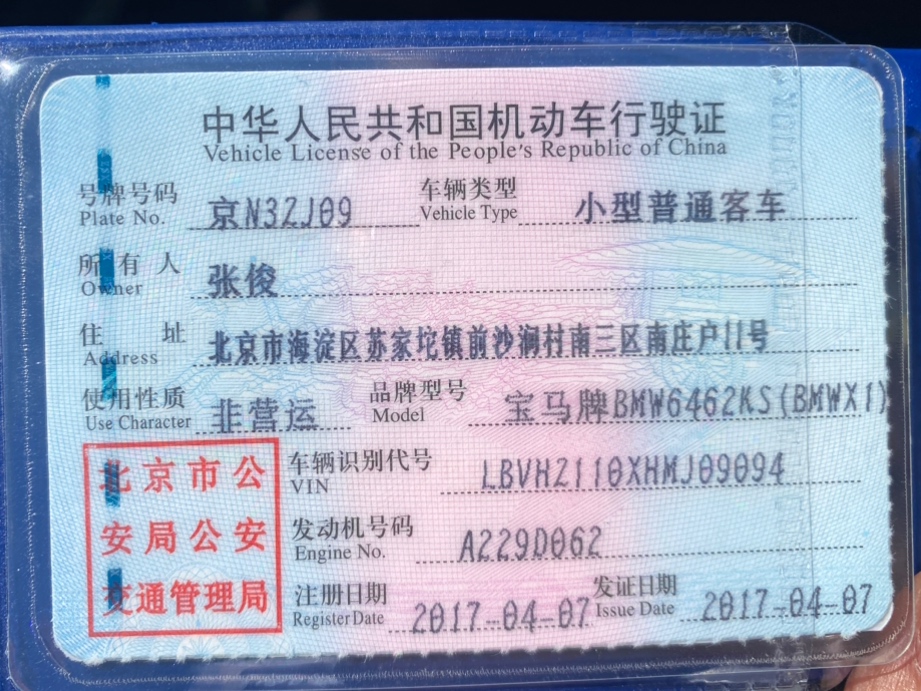 中华人民共和国机动车行驶证
Vehicle License of the People's Republic of China
号牌号码 京N32J09 车辆类型 小型普通客车
Plate No. Vehicle Type
所有人 张俊
Owner
住址 北京市海淀区苏家坨镇前沙涧村南三区南庄户11号
Address
使用性质 非营运 品牌型号 宝马牌BMW6462KS(BMWX1)
Use Character Model
车辆识别代号 LBVHZ110XHMJ09094
VIN
发动机号码 A229D062
Engine No.
注册日期 2017-04-07 发证日期 2017-04-07
Register Date Issue Date
北京市公
安局公安
交通管理局